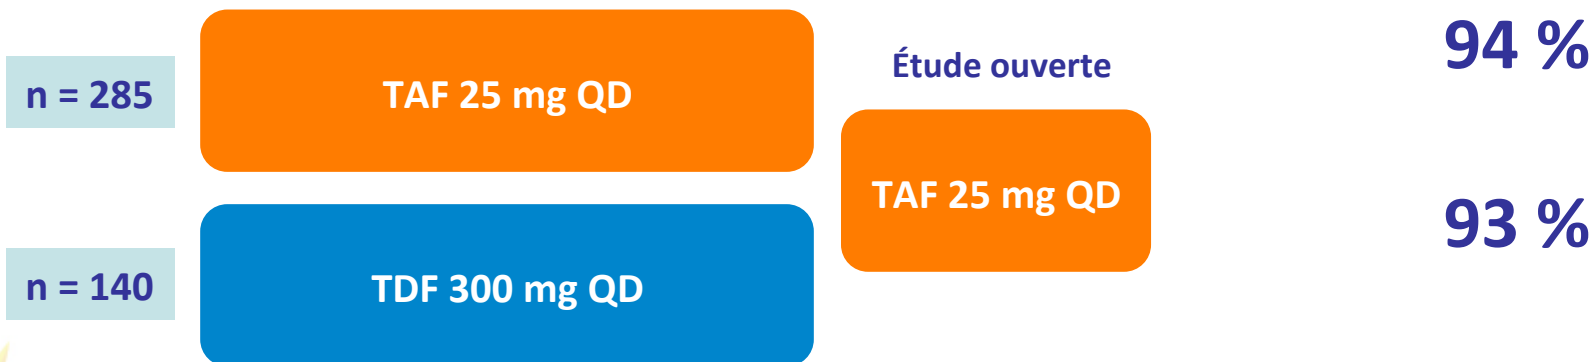 94 %
Étude ouverte
n = 285
TAF 25 mg QD
TAF 25 mg QD
93 %
n = 140
TDF 300 mg QD